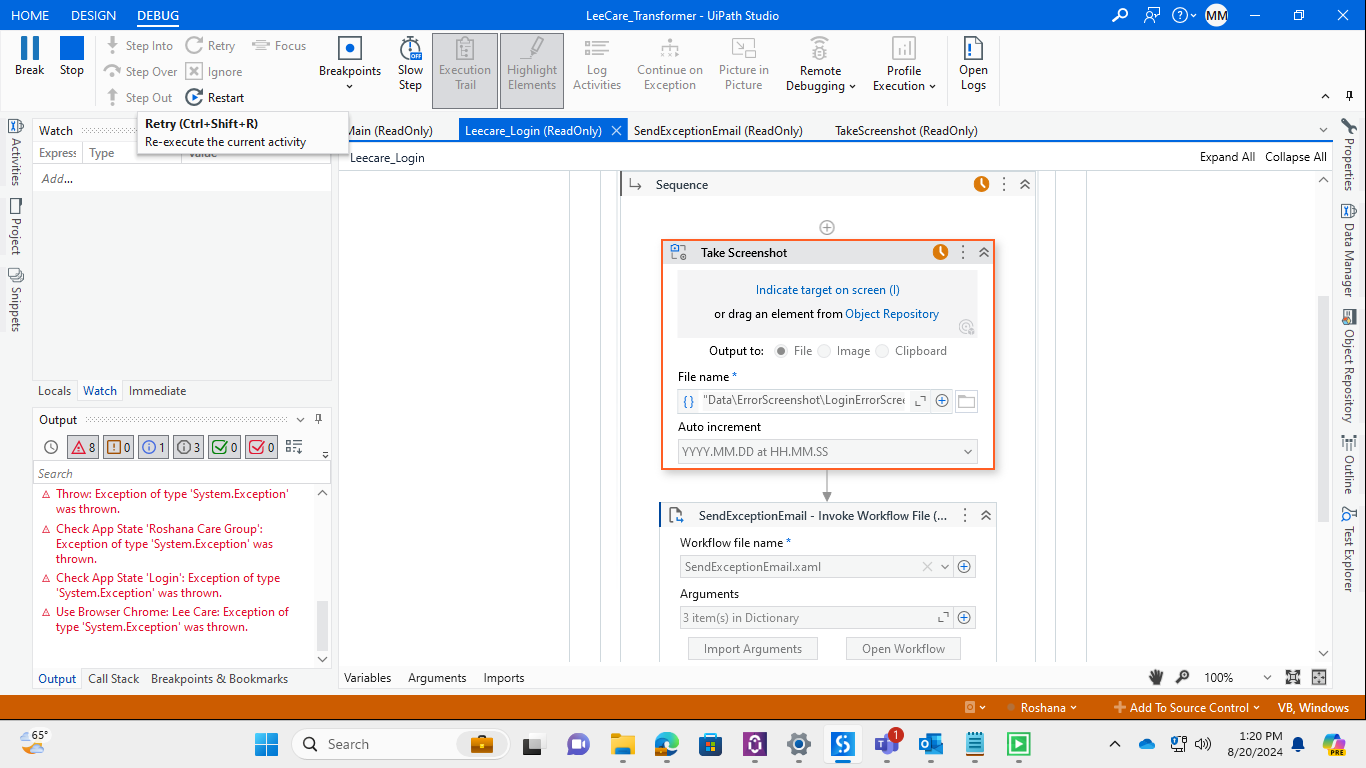 HOME DESIGN DEBUG LeeCare_Transformer - UiPath Studio MM
Break Stop
Step Into Retry Focus
Step Over Ignore
Step Out Restart
Breakpoints
Slow Step
Execution Trail
Highlight Elements
Log Activities
Continue on Exception
Picture in Picture
Remote Debugging
Profile Execution
Open Logs
Retry (Ctrl+Shift+R)
Re-execute the current activity
Watch
Main (ReadOnly) Leecare_Login (ReadOnly) SendExceptionEmail (ReadOnly) TakeScreenshot (ReadOnly)
Express Type Value
Add...
Activities
Project
Snippets
Leecare_Login Expand All Collapse All
Sequence
Take Screenshot
Indicate target on screen (I)
or drag an element from Object Repository
Output to: File Image Clipboard
File name *
"Data\ErrorScreenshot\LoginErrorScree
Auto increment
YYYY.MM.DD at HH.MM.SS
SendExceptionEmail - Invoke Workflow File (...
Workflow file name *
SendExceptionEmail.xaml
Arguments
3 item(s) in Dictionary
Import Arguments Open Workflow
Properties
Data Manager
Object Repository
Outline
Test Explorer
Locals Watch Immediate
Output
8 0 1 3 0 0
Search
Throw: Exception of type 'System.Exception'
was thrown.
Check App State 'Roshana Care Group':
Exception of type 'System.Exception' was
thrown.
Check App State 'Login': Exception of type
'System.Exception' was thrown.
Use Browser Chrome: Lee Care: Exception of
type 'System.Exception' was thrown.
Output Call Stack Breakpoints & Bookmarks
Variables Arguments Imports 100%
Roshana Add To Source Control VB, Windows
65°
Search
1
1:20 PM
8/20/2024
PRE